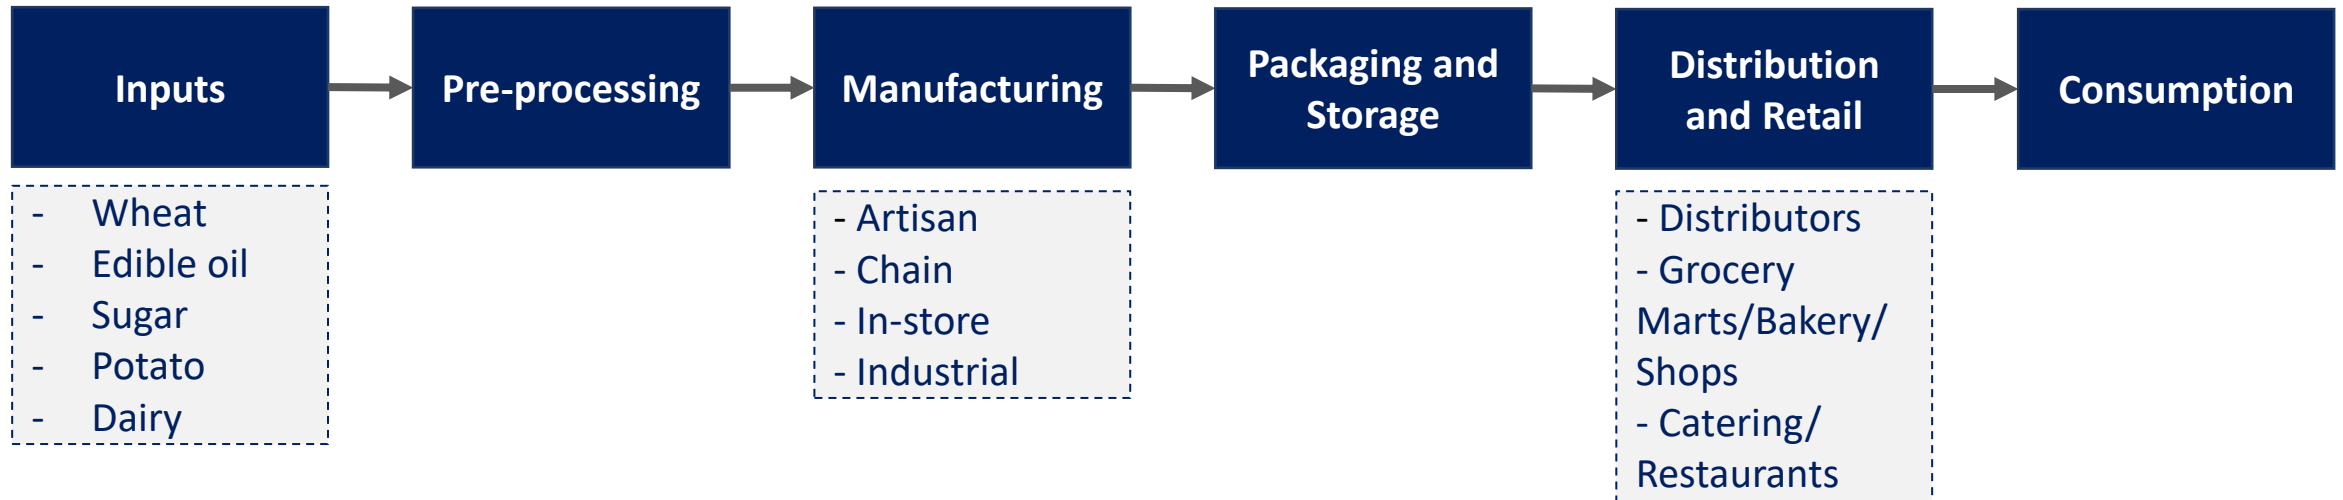 Inputs
Pre-processing
Manufacturing
Packaging and
Storage
Distribution
and Retail
Consumption
- Wheat
- Edible oil
- Sugar
- Potato
- Dairy
- Artisan
- Chain
- In-store
- Industrial
- Distributors
- Grocery
Marts/Bakery/
Shops
- Catering/
Restaurants